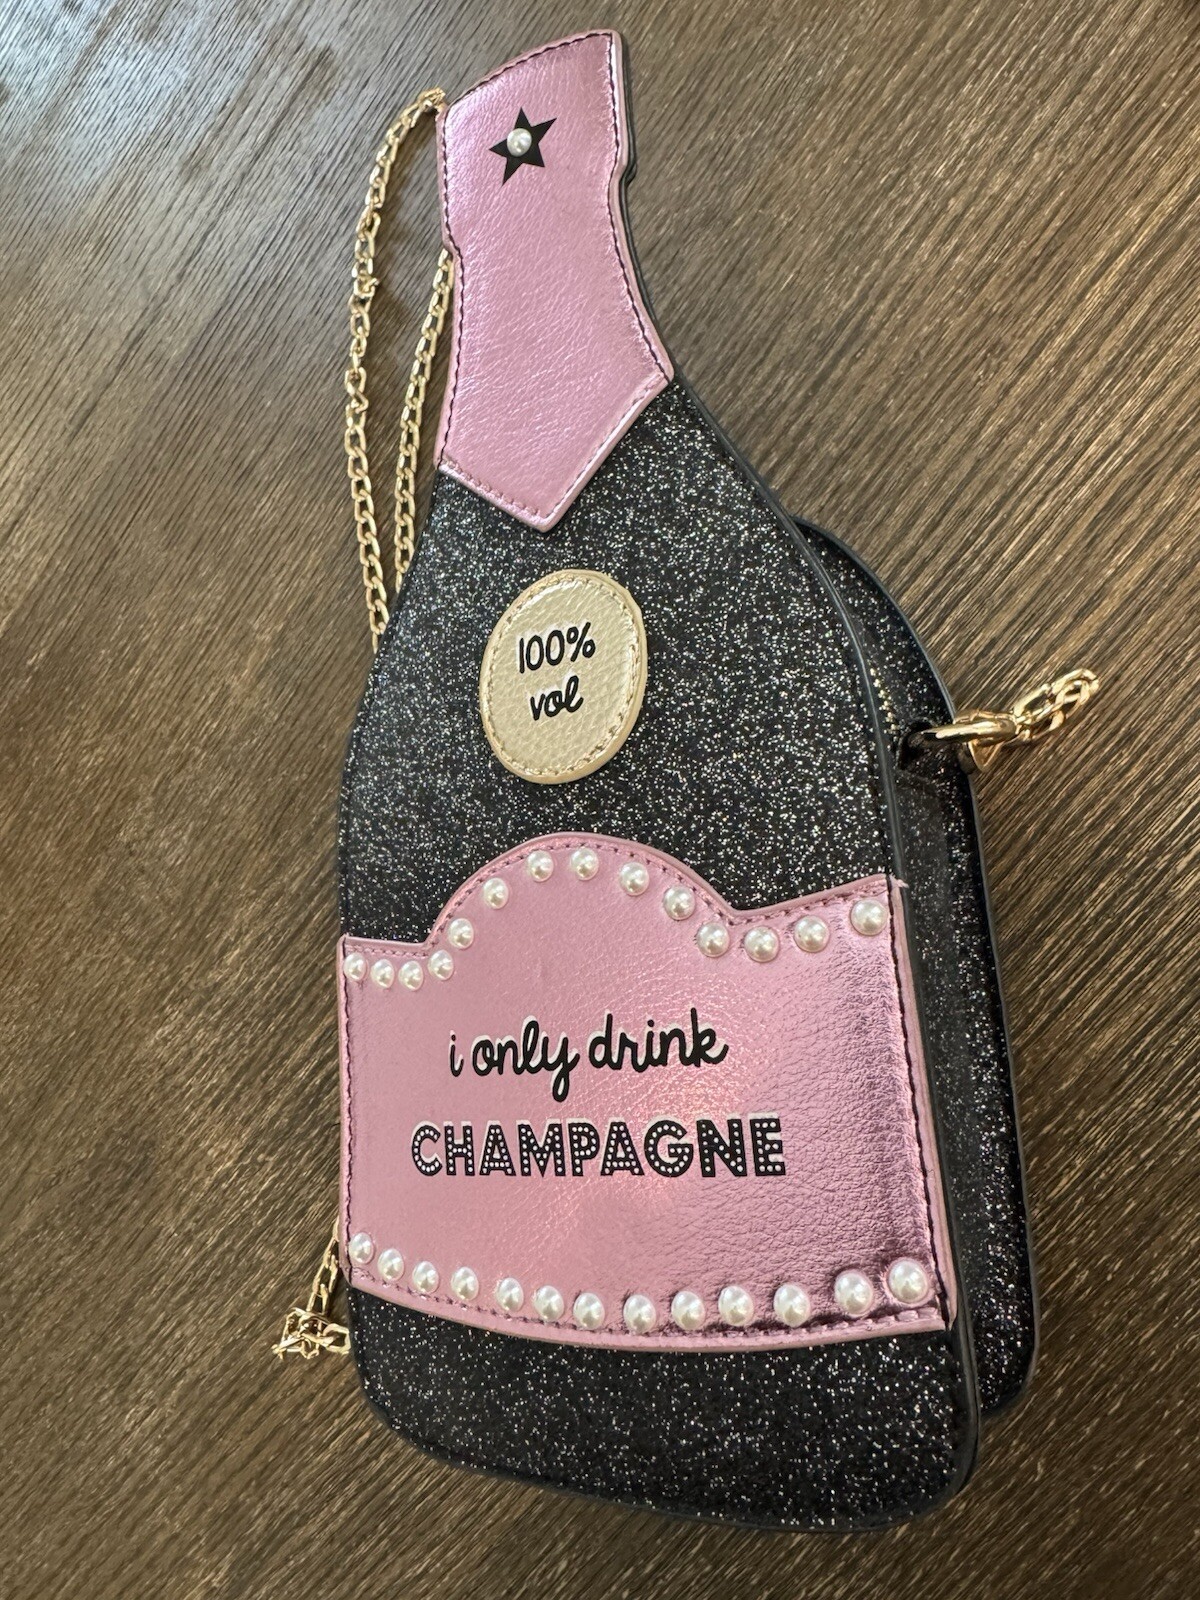 100%
vol
i only drink
CHAMPAGNE